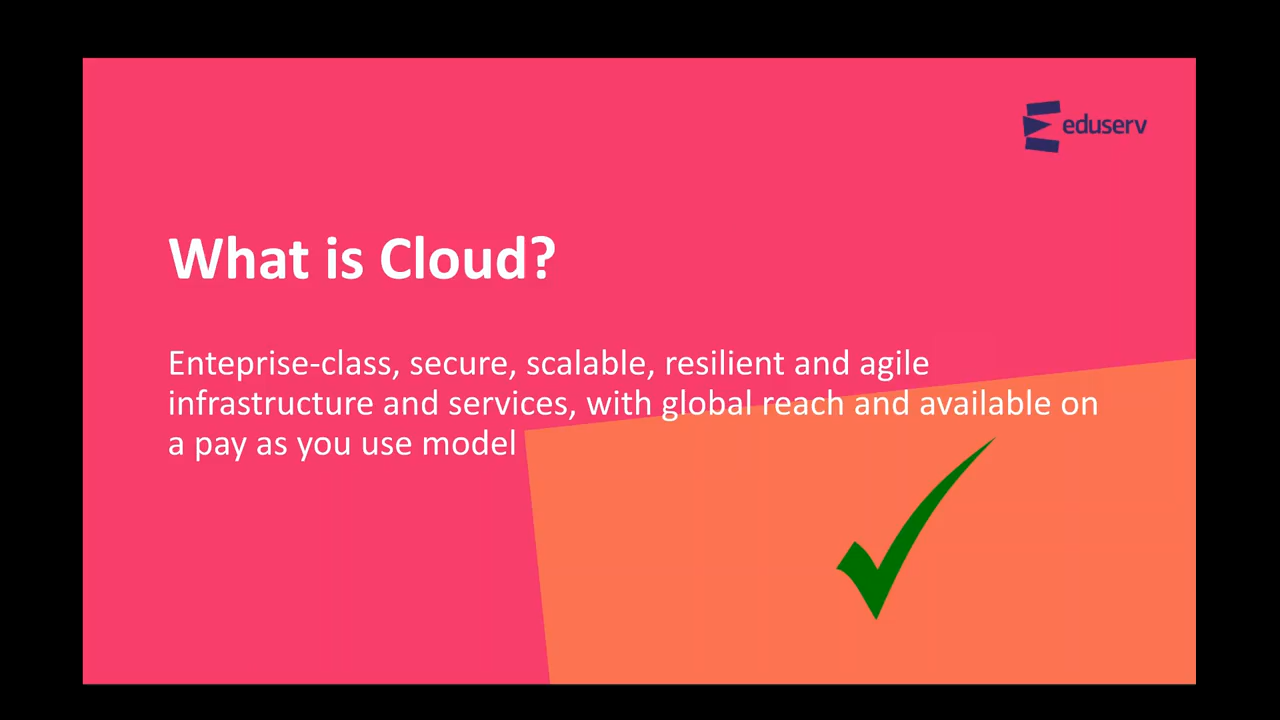 eduserv
What is Cloud?
Enteprise-class, secure, scalable, resilient and agile
infrastructure and services, with global reach and available on
a pay as you use model